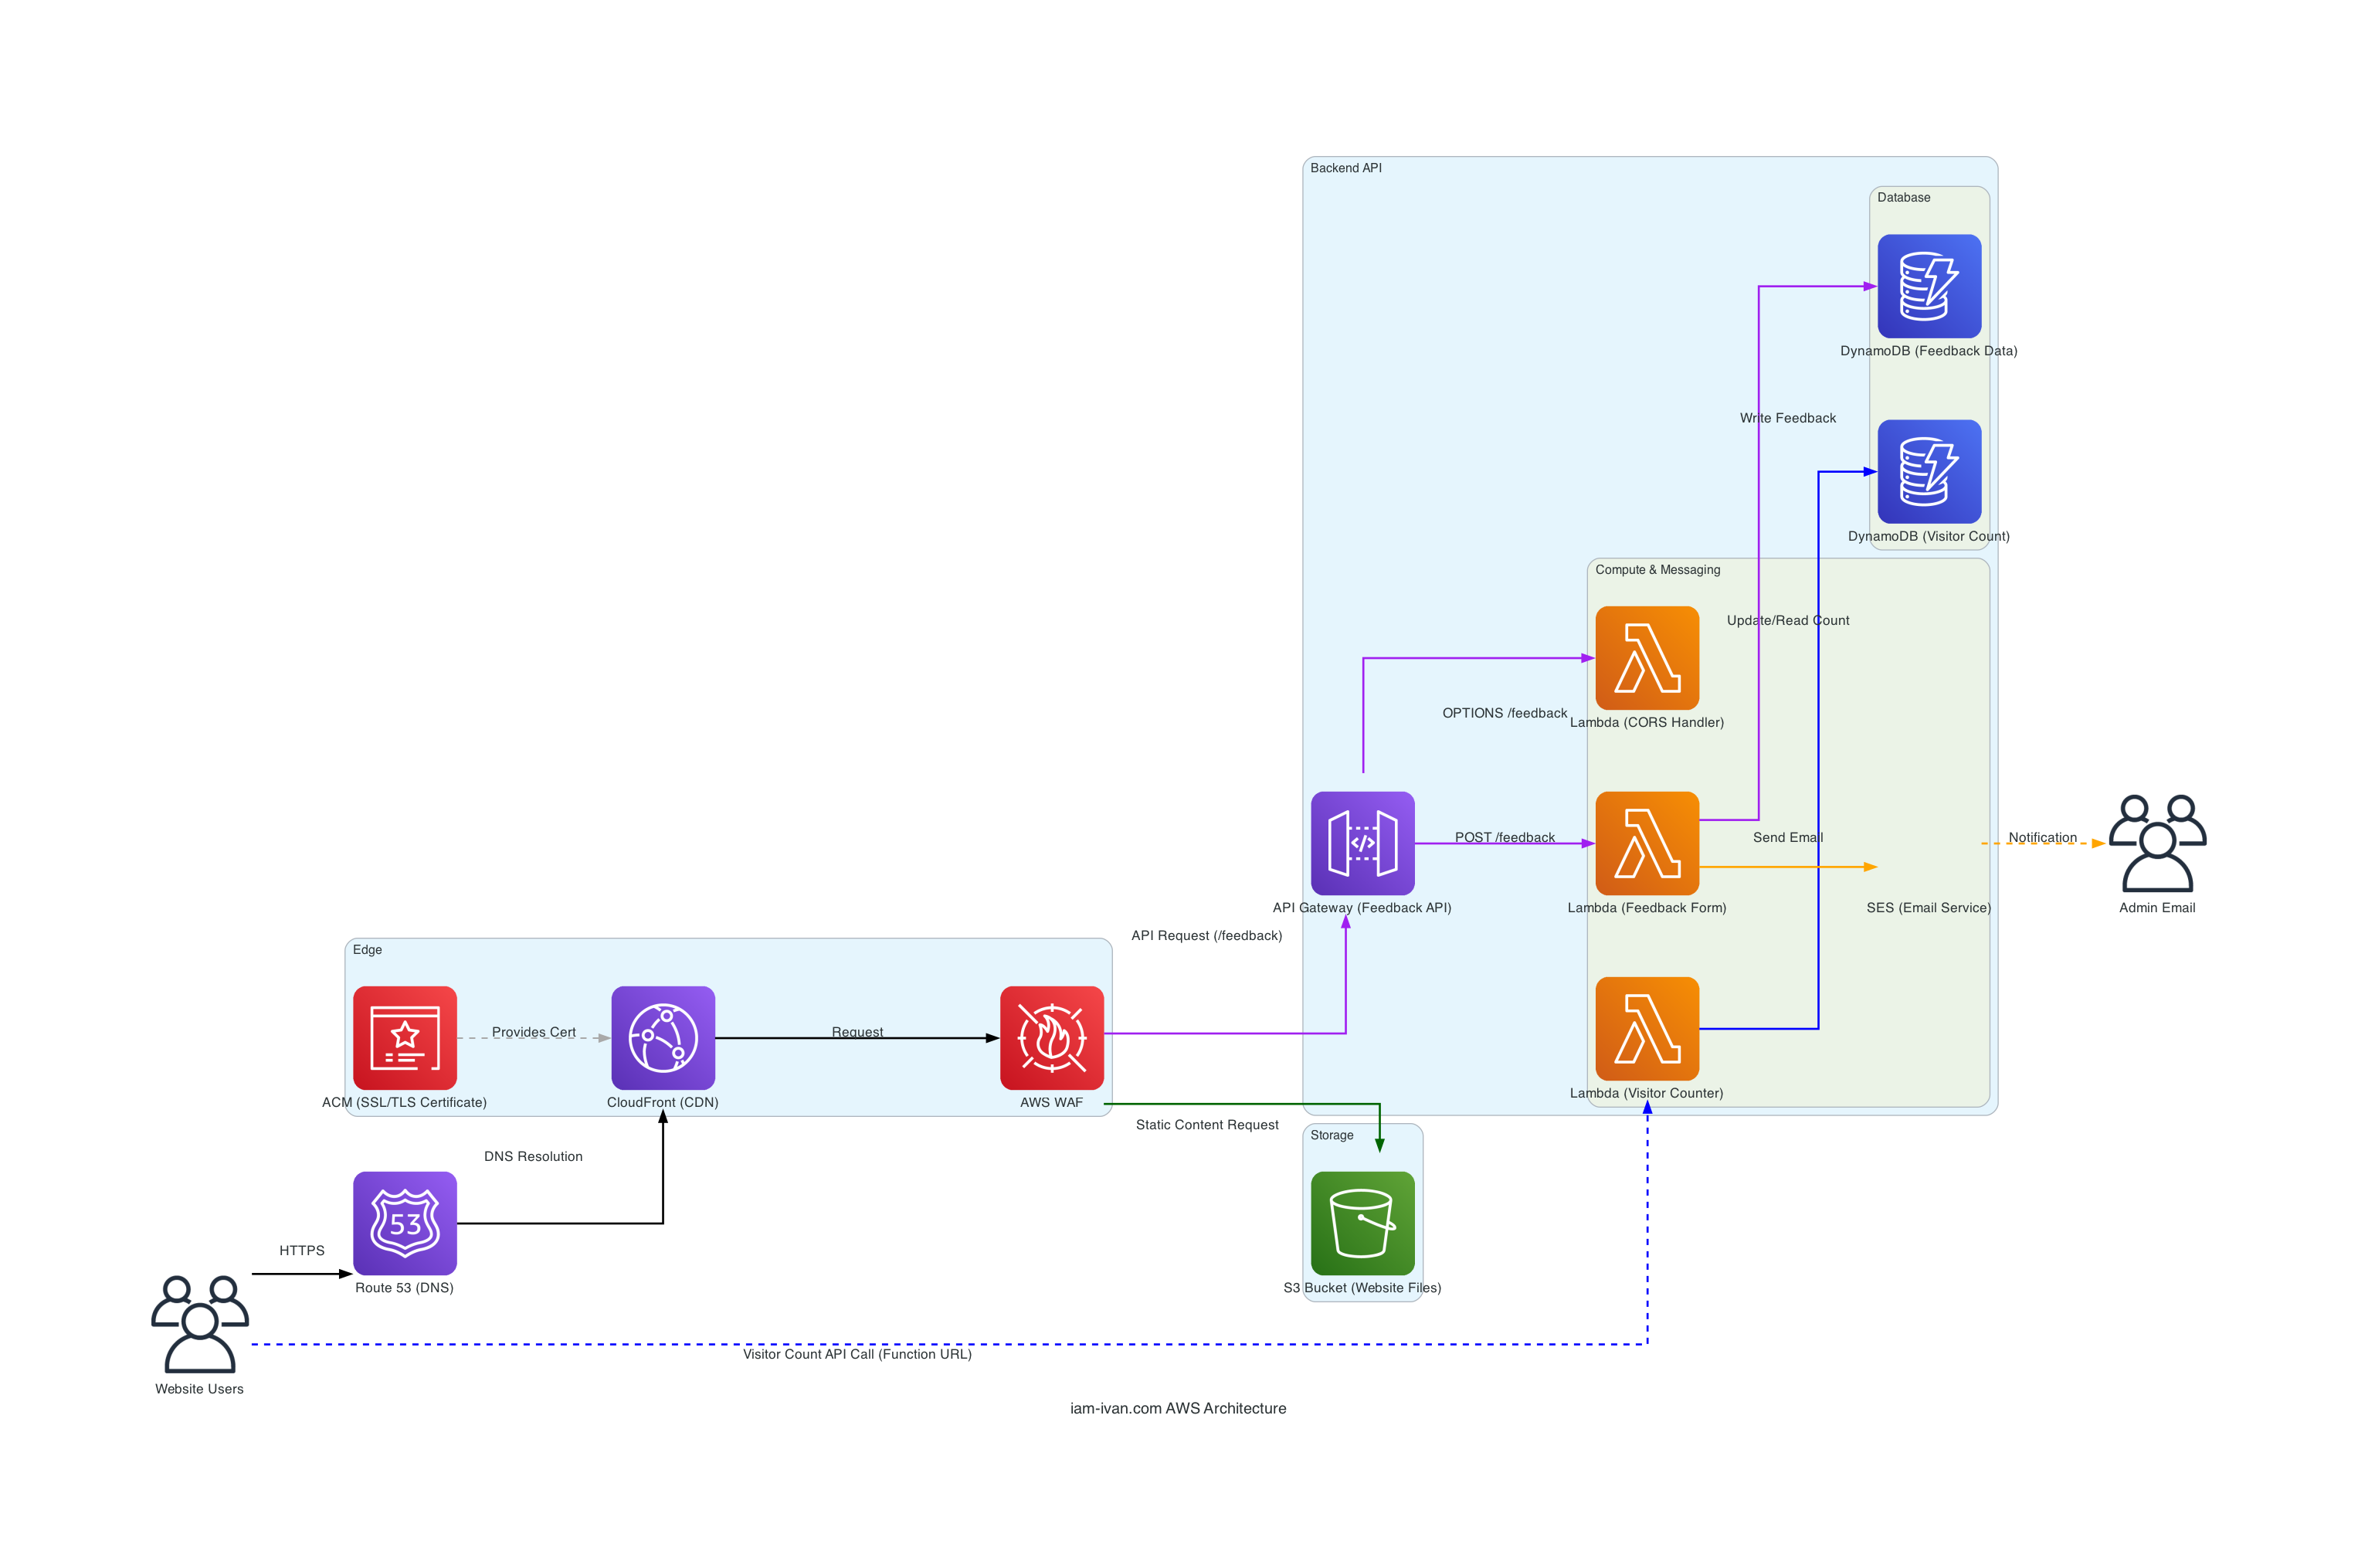 Backend API
Database
DynamoDB (Feedback Data)
Write Feedback
DynamoDB (Visitor Count)
Compute & Messaging
Update/Read Count
OPTIONS /feedback
Lambda (CORS Handler)
POST /feedback
Send Email
Notification
API Gateway (Feedback API)
Lambda (Feedback Form)
SES (Email Service)
Admin Email
API Request (/feedback)
Edge
Provides Cert
Request
ACM (SSL/TLS Certificate)
CloudFront (CDN)
AWS WAF
Lambda (Visitor Counter)
Static Content Request
Storage
DNS Resolution
53
HTTPS
Route 53 (DNS)
S3 Bucket (Website Files)
Visitor Count API Call (Function URL)
Website Users
iam-ivan.com AWS Architecture